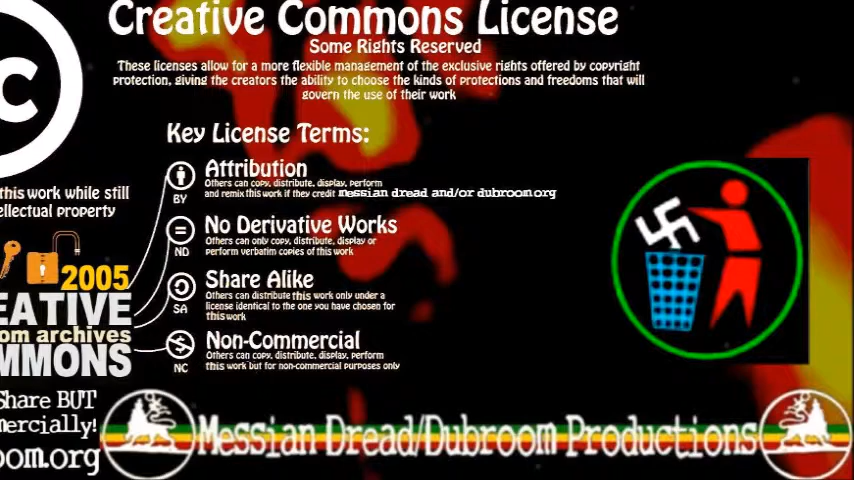 Creative Commons License
Some Rights Reserved
These licenses allow for a more flexible management of the exclusive rights offered by copyright
protection, giving the creators the ability to choose the kinds of protections and freedoms that will
govern the use of their work
Key License Terms:
Attribution
Others can copy, distribute, display, perform
and remix this work if they credit messian dread and/or dubroom.org
BY
No Derivative Works
Others can only copy, distribute, display or
perform verbatim copies of this work
ND
Share Alike
Others can distribute this work only under a
license identical to the one you have chosen for
this work
SA
Non-Commercial
Others can copy, distribute, display, perform
this work but for non-commercial purposes only
NC
c
this work while still
ellectual property
2005
EATIVE
om archives
MMONS
Share BUT
mercially!
oom.org
Messian Dread/Dubroom Productions